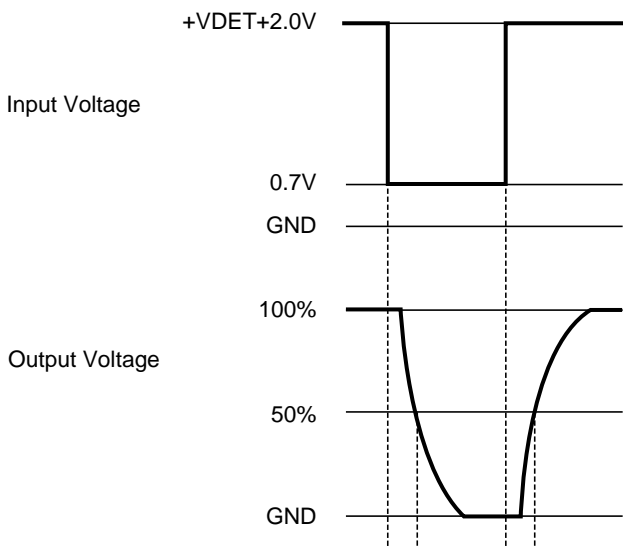 +VDET+2.0V
Input Voltage
0.7V
GND
100%
Output Voltage
50%
GND